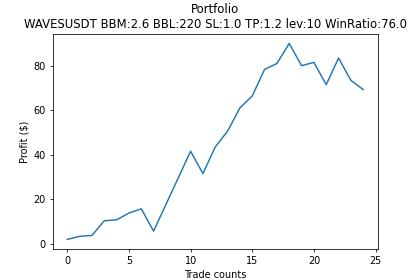 Portfolio
WAVESUSDT BBM:2.6 BBL:220 SL:1.0 TP:1.2 lev:10 WinRatio:76.0
80
60
40
20
0
Profit ($)
0 5 10 15 20 25
Trade counts